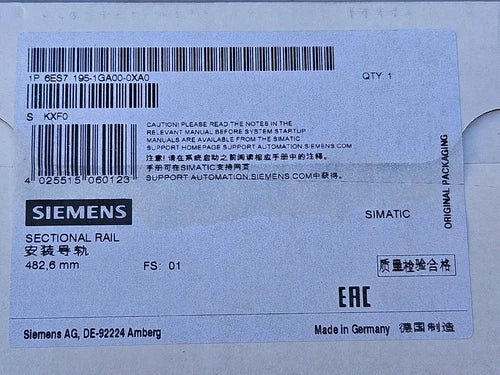 1P 6ES7 195-1GA00-0XA0
QTY: 1
S KXF0
CAUTION! PLEASE READ THE NOTES IN THE
RELEVANT MANUAL BEFORE SYSTEM STARTUP
MANUALS ARE AVAILABLE FROM THE SIMATIC
SUPPORT HOMEPAGE SUPPORT.AUTOMATION.SIEMENS.COM
注意! 请在系统启动之前阅读相应手册中的注释。
手册可在SIMATIC支持网页
SUPPORT.AUTOMATION.SIEMENS.COM中获得。
4 025515 060123
ORIGINAL PACKAGING
SIEMENS
SIMATIC
SECTIONAL RAIL
安装导轨
482,6 mm
FS: 01
质量检验合格
EAC
Siemens AG, DE-92224 Amberg
Made in Germany 德国制造